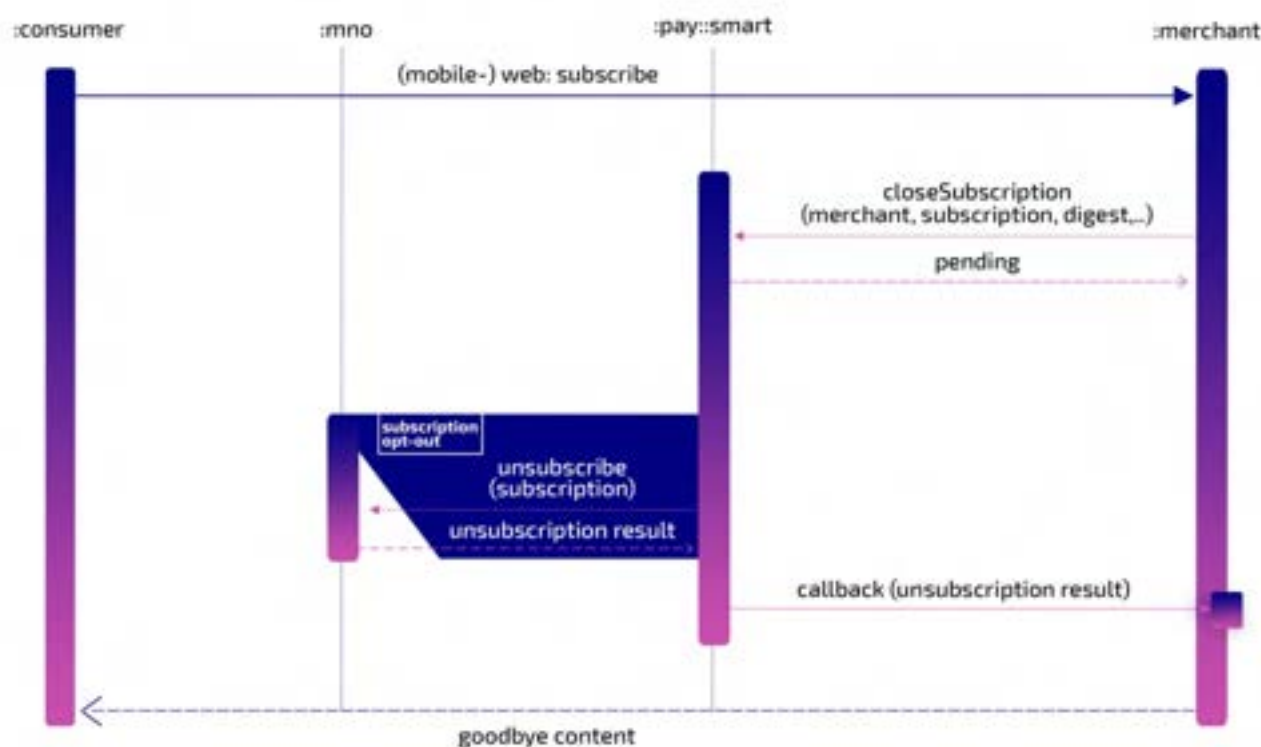 :consumer
:mno
:pay::smart
:merchant
(mobile-) web: subscribe
closeSubscription
(merchant, subscription, digest,..)
pending
subscription
opt-out
unsubscribe
(subscription)
unsubscription result
callback (unsubscription result)
goodbye content